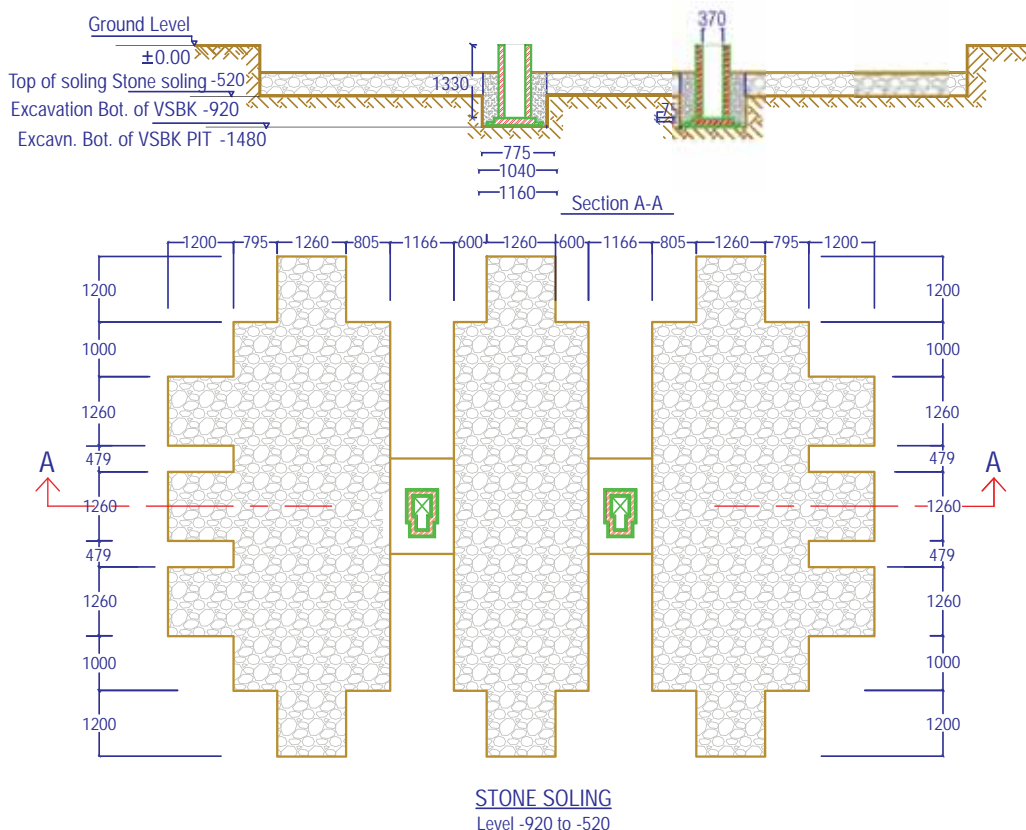 Ground Level
±0.00
370
Top of soling Stone soling -520
1330
Excavation Bot. of VSBK -920
175
Excavn. Bot. of VSBK PIT -1480
775
1040
1160
Section A-A
1200 795 1260 805 1166 600 1260 600 1166 805 1260 795 1200
1200 1200
1000 1000
1260 1260
479 479
A A
1260 1260
479 479
1260 1260
1000 1000
1200 1200
STONE SOLING
Level -920 to -520